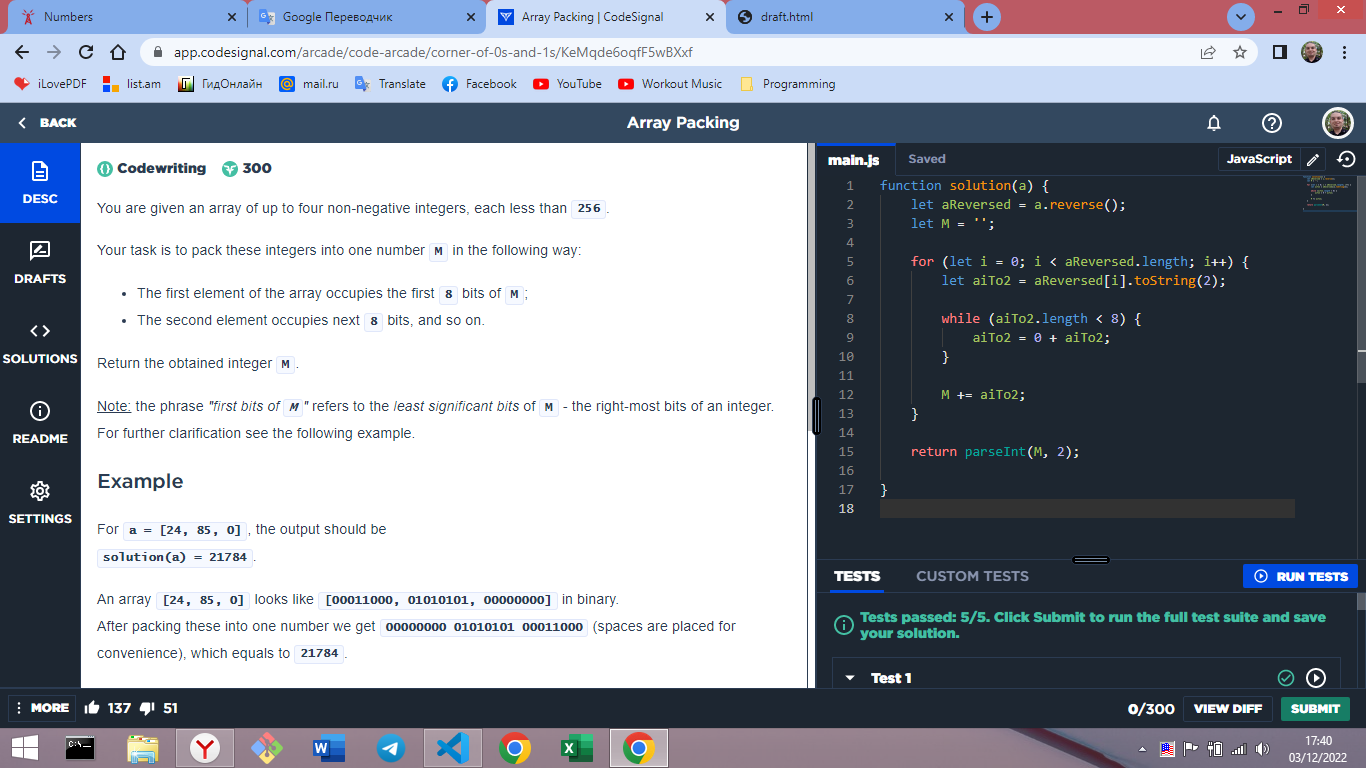 Numbers
Google Переводчик
Array Packing | CodeSignal
draft.html
app.codesignal.com/arcade/code-arcade/corner-of-0s-and-1s/KeMqde6oqfF5wBXxf
iLovePDF list.am ГидОнлайн mail.ru Translate Facebook YouTube Workout Music Programming
BACK
Array Packing
DESC
DRAFTS
SOLUTIONS
README
SETTINGS
Codewriting 300
You are given an array of up to four non-negative integers, each less than 256.
Your task is to pack these integers into one number M in the following way:
• The first element of the array occupies the first 8 bits of M;
• The second element occupies next 8 bits, and so on.
Return the obtained integer M.
Note: the phrase "first bits of M" refers to the least significant bits of M - the right-most bits of an integer.
For further clarification see the following example.
Example
For a = [24, 85, 0], the output should be
solution(a) = 21784.
An array [24, 85, 0] looks like [00011000, 01010101, 00000000] in binary.
After packing these into one number we get 00000000 01010101 00011000 (spaces are placed for
convenience), which equals to 21784.
main.js Saved JavaScript
1 function solution(a) {
2 let aReversed = a.reverse();
3 let M = '';
4
5 for (let i = 0; i < aReversed.length; i++) {
6 let aiTo2 = aReversed[i].toString(2);
7
8 while (aiTo2.length < 8) {
9 aiTo2 = 0 + aiTo2;
10 }
11
12 M += aiTo2;
13 }
14
15 return parseInt(M, 2);
16
17 }
18
TESTS CUSTOM TESTS RUN TESTS
Tests passed: 5/5. Click Submit to run the full test suite and save
your solution.
Test 1
MORE 137 51
0/300 VIEW DIFF SUBMIT
17:40
03/12/2022